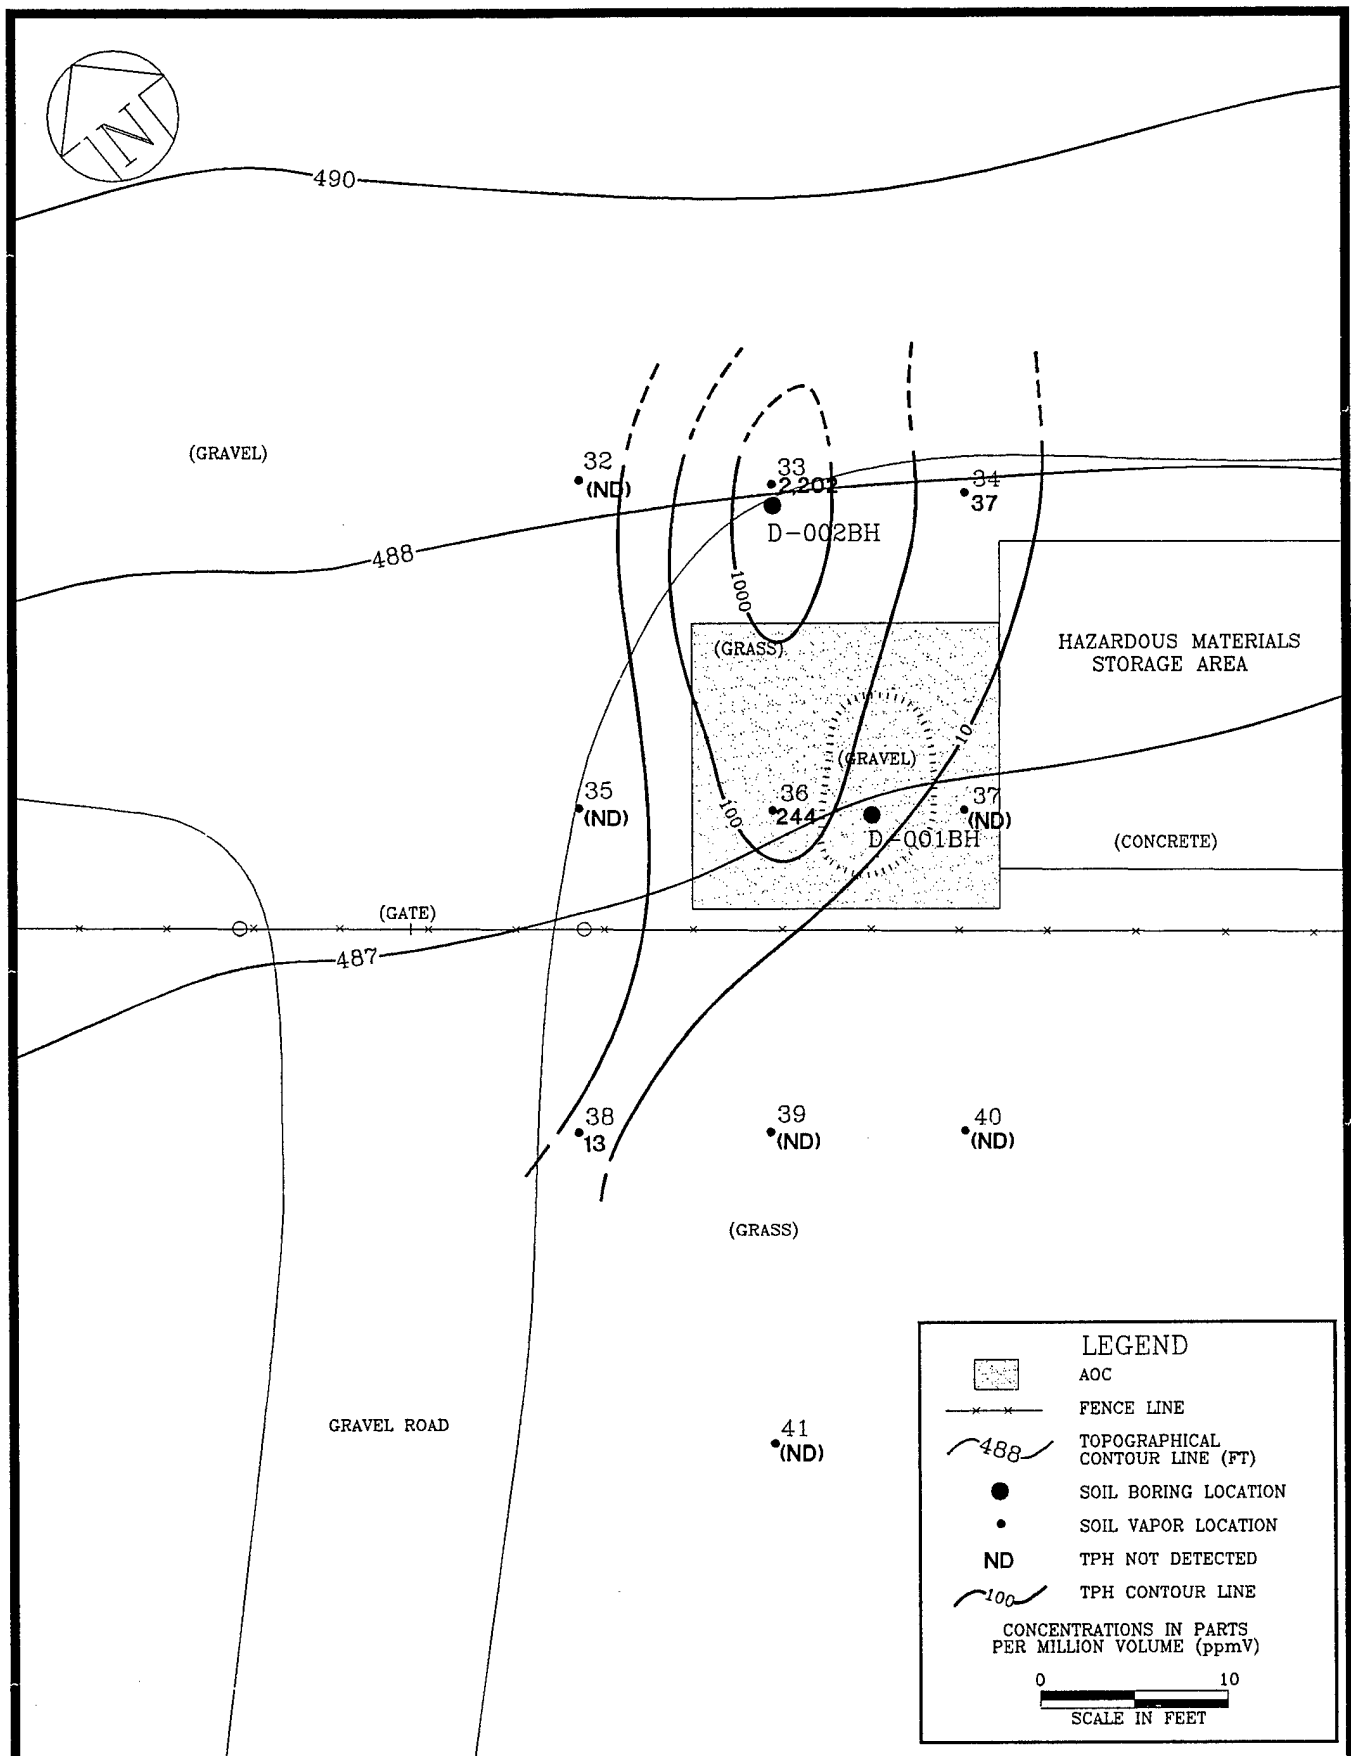 N
490
(GRAVEL)
32
(ND)
33
2,202
34
37
D-002BH
488
1000
(GRASS)
HAZARDOUS MATERIALS
STORAGE AREA
10
(GRAVEL)
35
(ND)
36
244
100
37
(ND)
D-001BH
(CONCRETE)
(GATE)
487
38
13
39
(ND)
40
(ND)
(GRASS)
GRAVEL ROAD
41
(ND)
LEGEND
AOC
FENCE LINE
488
TOPOGRAPHICAL
CONTOUR LINE (FT)
SOIL BORING LOCATION
SOIL VAPOR LOCATION
ND
TPH NOT DETECTED
100
TPH CONTOUR LINE
CONCENTRATIONS IN PARTS
PER MILLION VOLUME (ppmV)
0
10
SCALE IN FEET